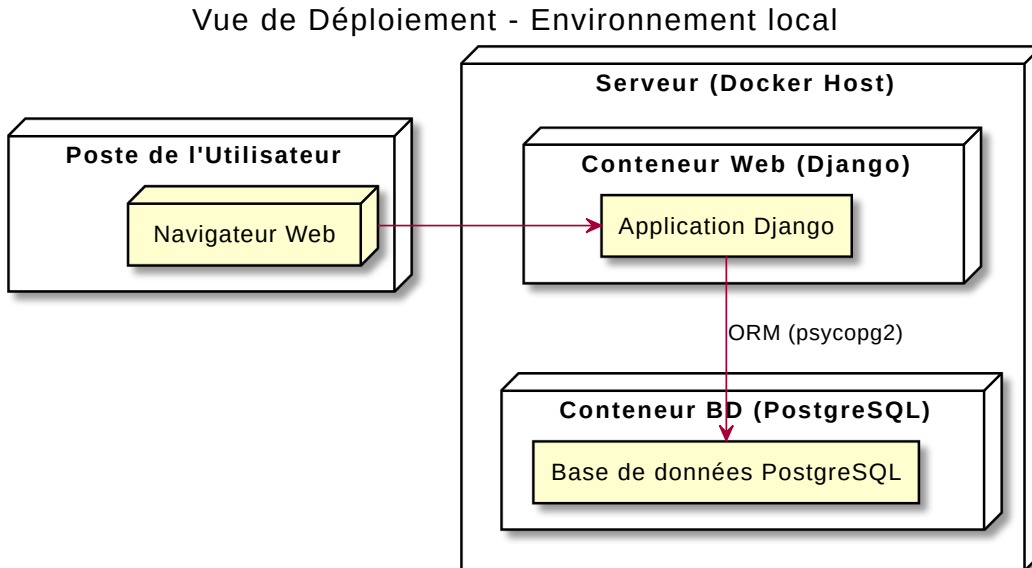 Vue de Déploiement - Environnement local
Serveur (Docker Host)
Poste de l'Utilisateur
Conteneur Web (Django)
Navigateur Web
Application Django
ORM (psycopg2)
Conteneur BD (PostgreSQL)
Base de données PostgreSQL